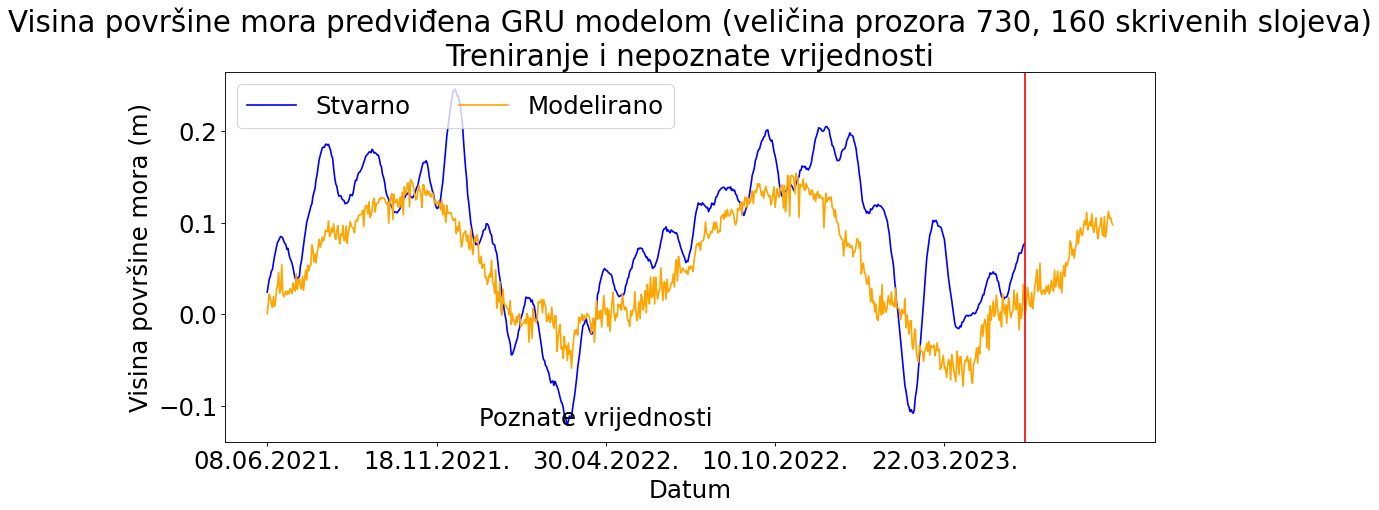 Visina površine mora predviđena GRU modelom (veličina prozora 730, 160 skrivenih slojeva)
Treniranje i nepoznate vrijednosti
Stvarno Modelirano
Visina površine mora (m)
0.2
0.1
0.0
−0.1
Poznate vrijednosti
08.06.2021. 18.11.2021. 30.04.2022. 10.10.2022. 22.03.2023.
Datum